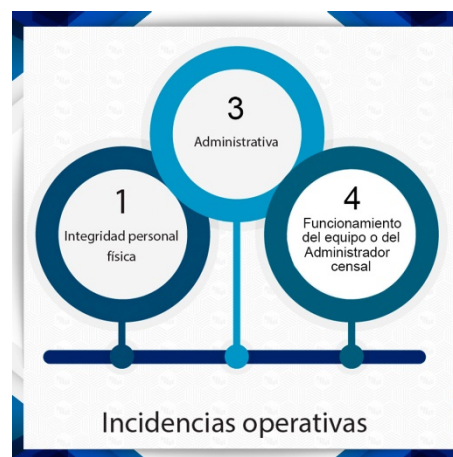 3
Administrativa
1
Integridad personal
física
4
Funcionamiento
del equipo o del
Administrador
censal
Incidencias operativas